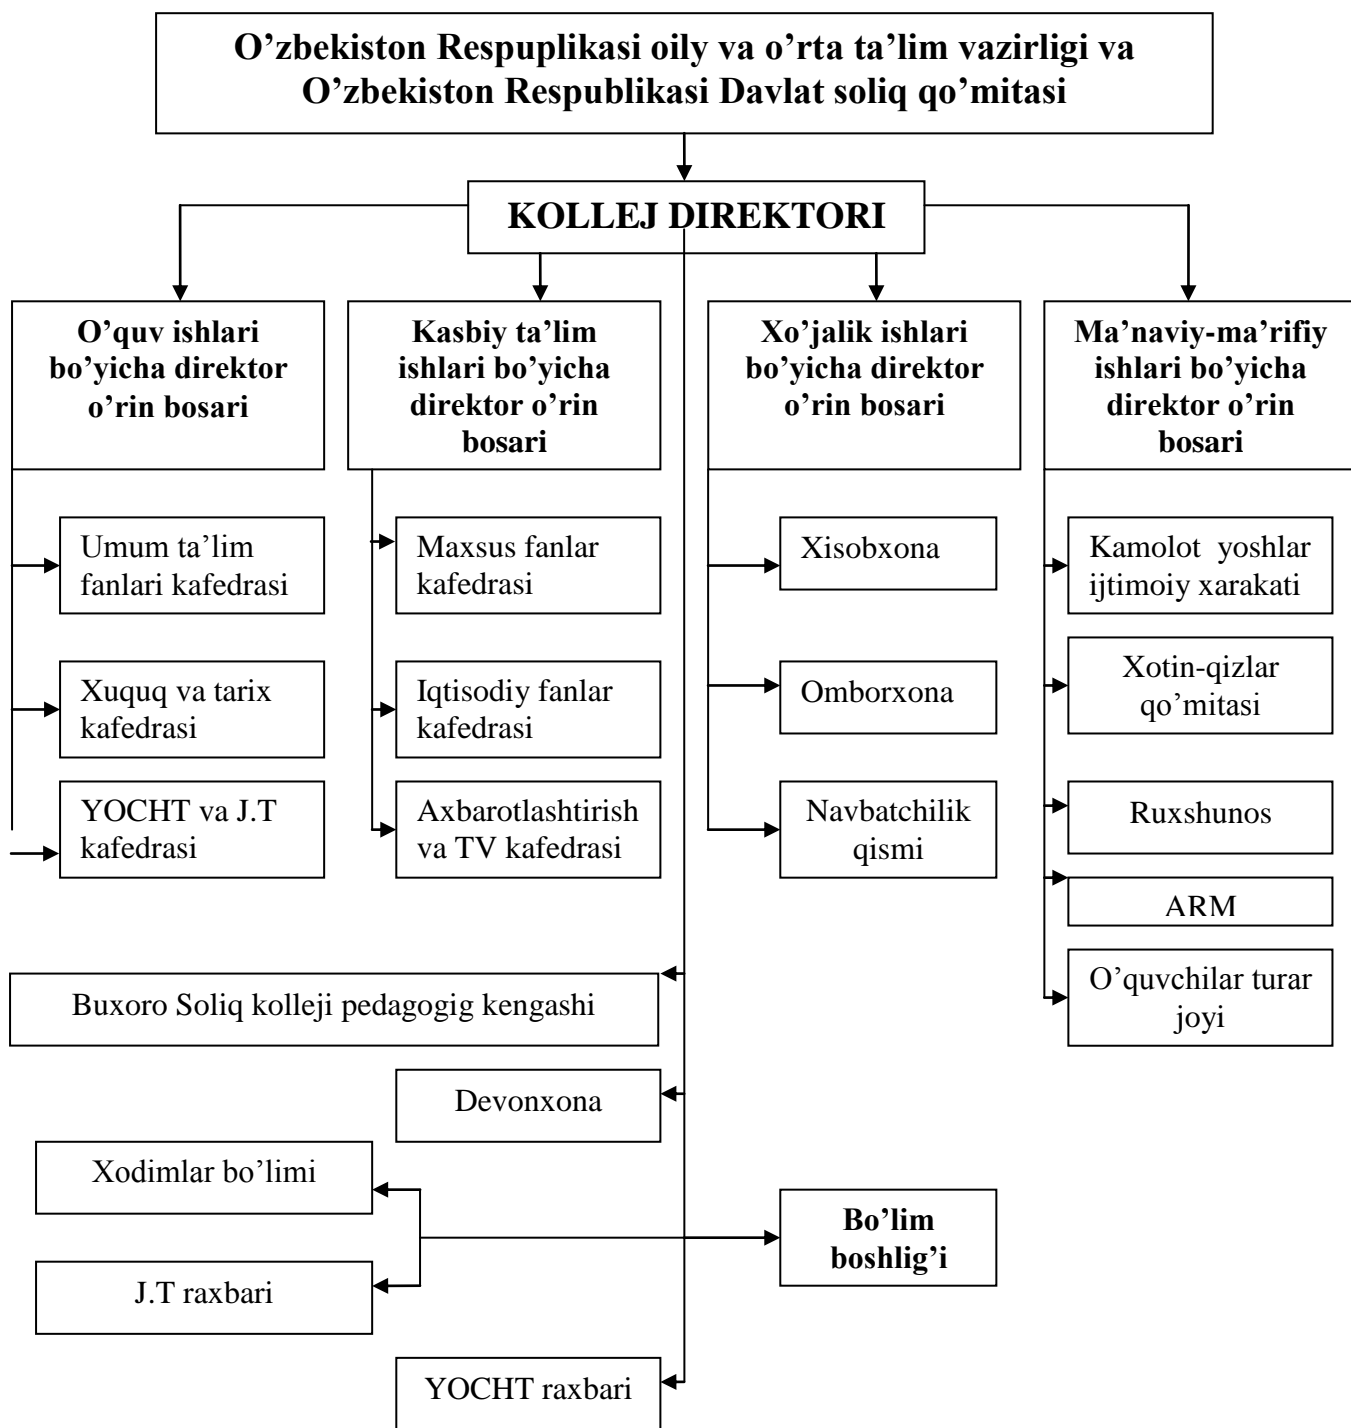 O’zbekiston Respuplikasi oily va o’rta ta’lim vazirligi va
O’zbekiston Respublikasi Davlat soliq qo’mitasi
KOLLEJ DIREKTORI
O’quv ishlari
bo’yicha direktor
o’rin bosari
Kasbiy ta’lim
ishlari bo’yicha
direktor o’rin
bosari
Xo’jalik ishlari
bo’yicha direktor
o’rin bosari
Ma’naviy-ma’rifiy
ishlari bo’yicha
direktor o’rin
bosari
Umum ta’lim
fanlari kafedrasi
Maxsus fanlar
kafedrasi
Xisobxona
Kamolot yoshlar
ijtimoiy xarakati
Xuquq va tarix
kafedrasi
Iqtisodiy fanlar
kafedrasi
Omborxona
Xotin-qizlar
qo’mitasi
YOCHT va J.T
kafedrasi
Axbarotlashtirish
va TV kafedrasi
Navbatchilik
qismi
Ruxshunos
ARM
O’quvchilar turar
joyi
Buxoro Soliq kolleji pedagogig kengashi
Devonxona
Xodimlar bo’limi
Bo’lim
boshlig’i
J.T raxbari
YOCHT raxbari